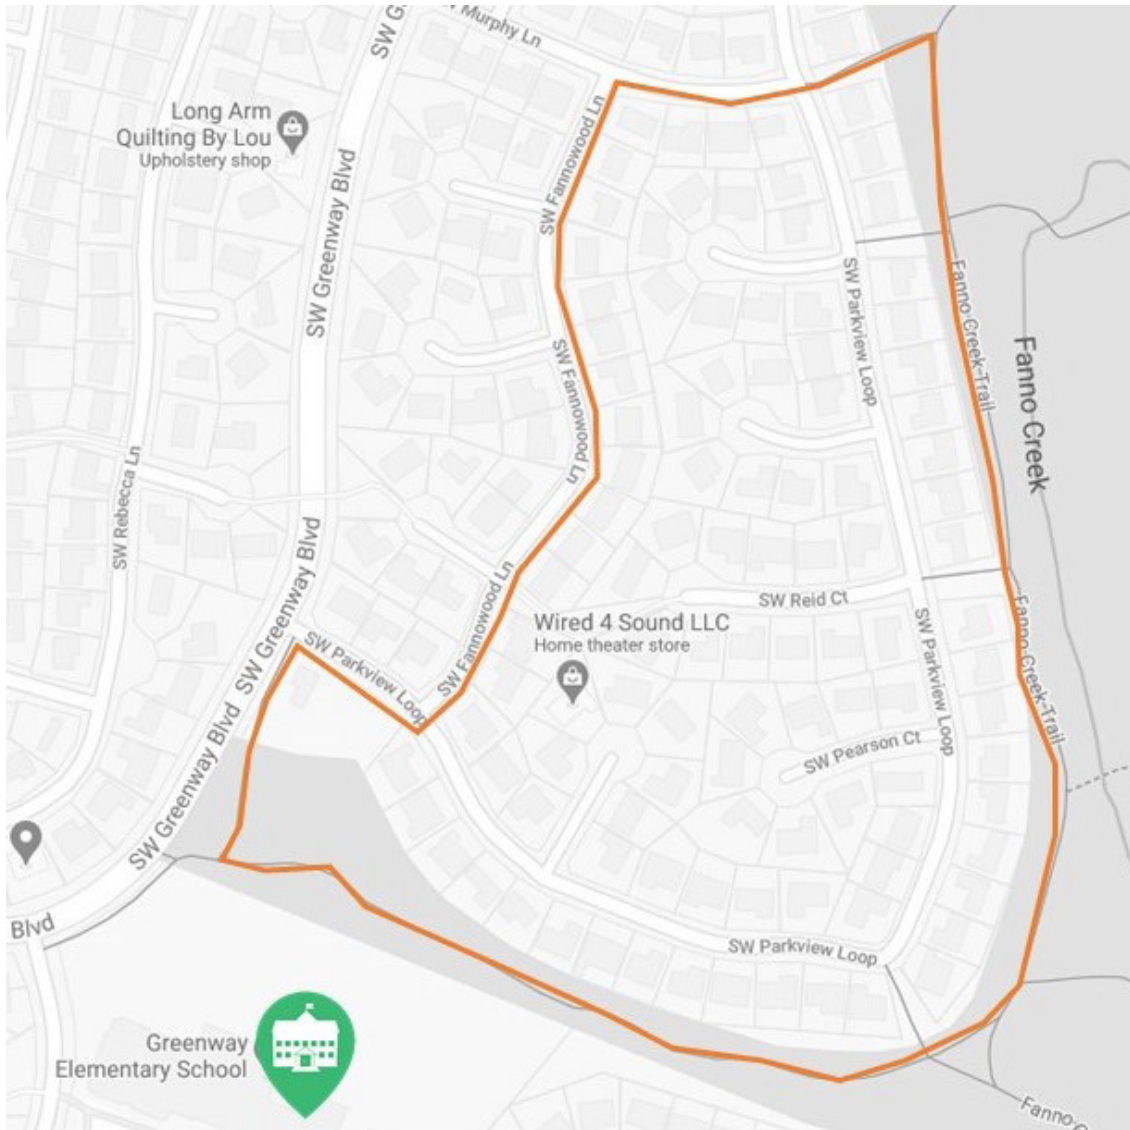 SW Murphy Ln
SW G
Long Arm
Quilting By Lou
Upholstery shop
SW Fannowood Ln
SW Greenway Blvd
SW Parkview Loop
Fanno Creek Trail
Fanno Creek
SW Fannowood Ln
SW Rebecca Ln
SW Greenway Blvd
SW Fannowood Ln
SW Reid Ct
Fanno Creek Trail
Wired 4 Sound LLC
Home theater store
SW Parkview Loop
SW Parkview Loop
SW Greenway Blvd
SW Pearson Ct
Blvd
SW Parkview Loop
Greenway
Elementary School
Fanno C